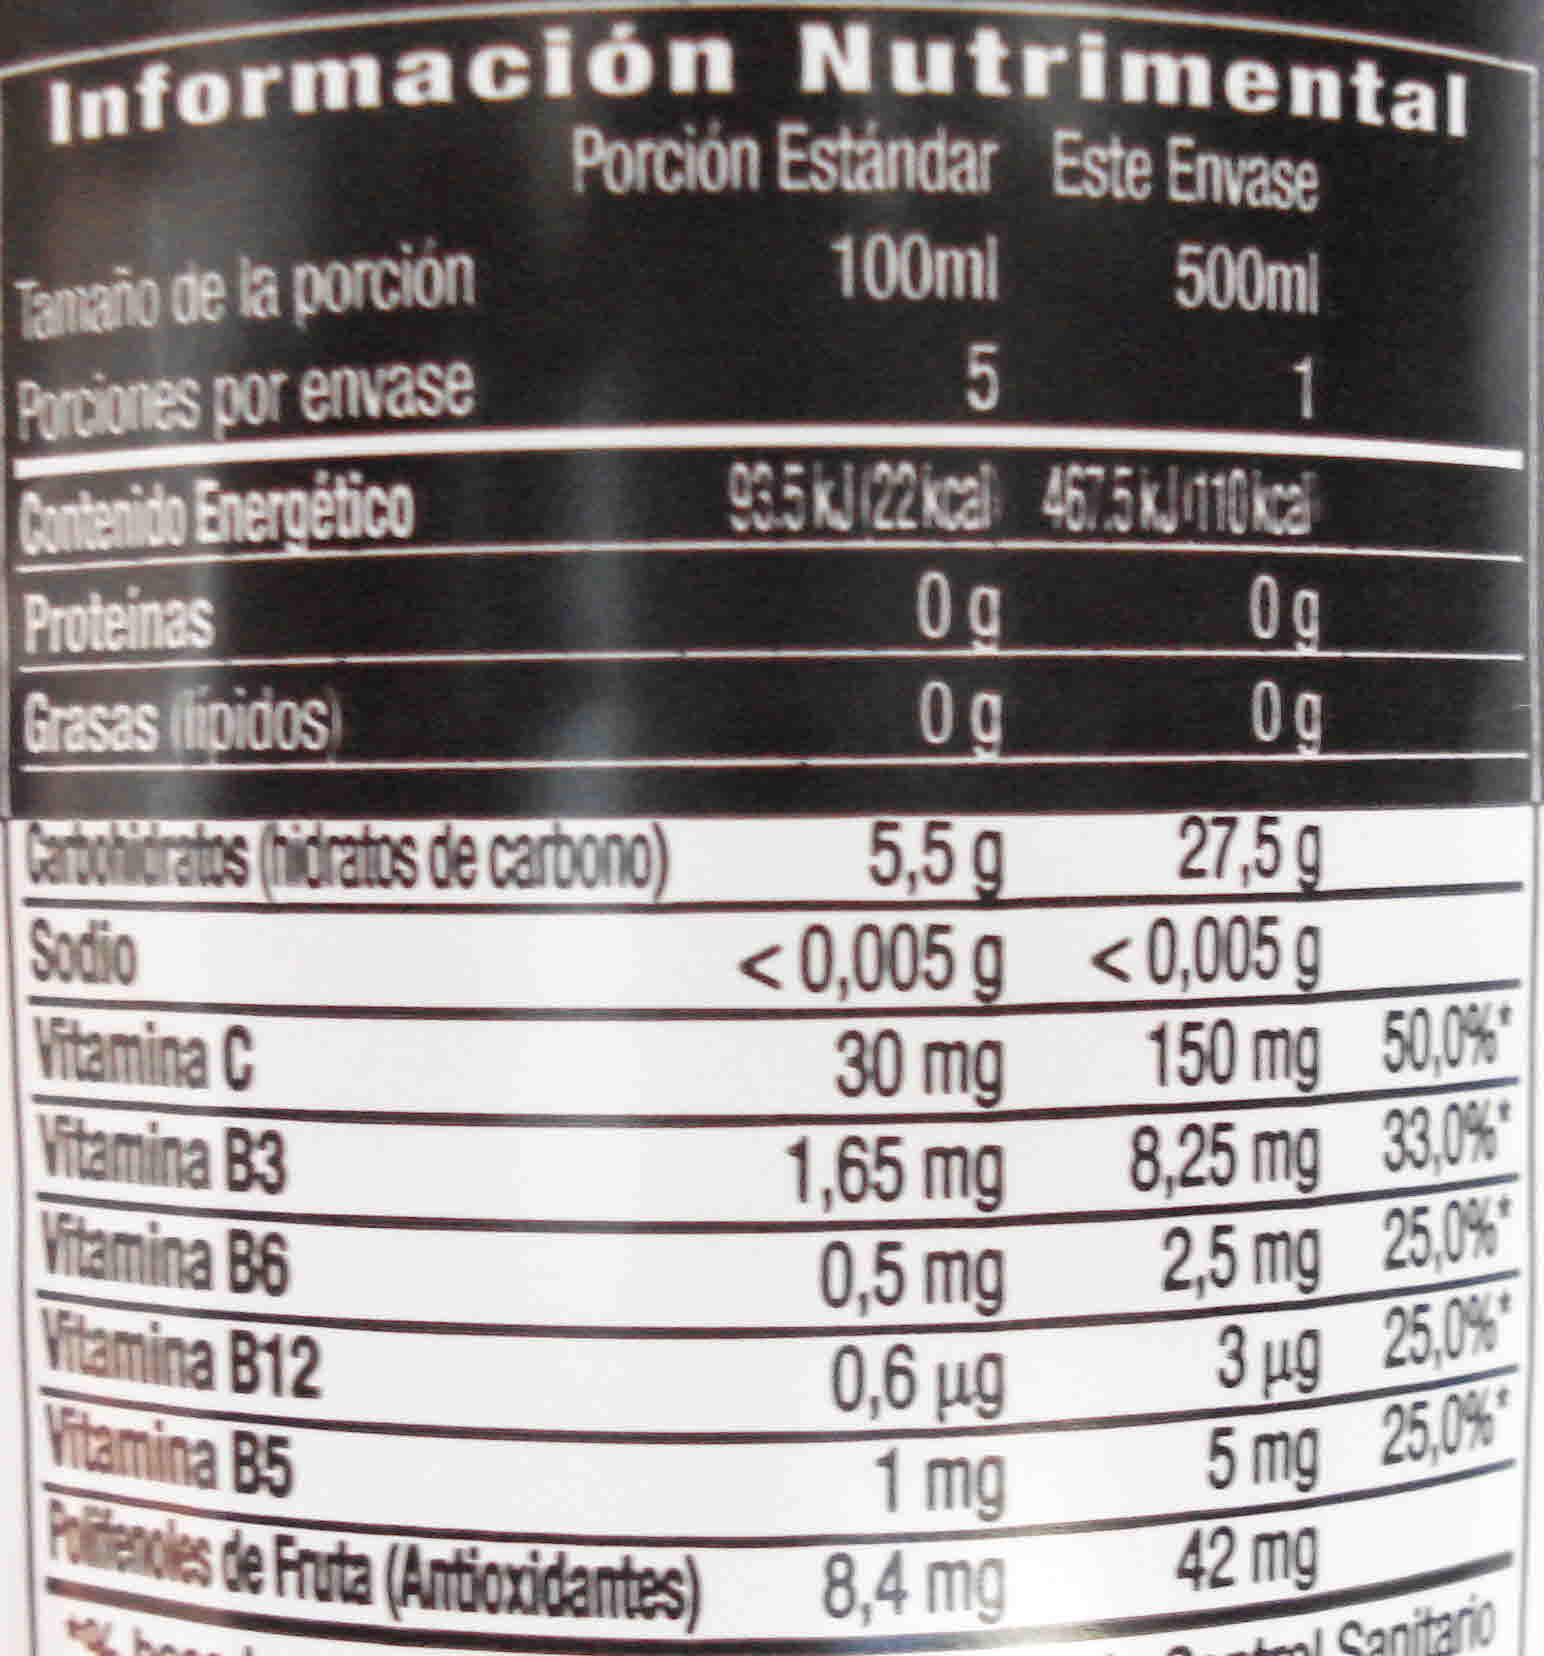 Información Nutrimental
Porción Estándar Este Envase
Tamaño de la porción 100ml 500ml
Porciones por envase 5 1
Contenido Energético 93.5 kJ (22 kcal) 467.5 kJ (110 kcal)
Proteínas 0 g 0 g
Grasas (lípidos) 0 g 0 g
Carbohidratos (hidratos de carbono) 5,5 g 27,5 g
Sodio < 0,005 g < 0,005 g
Vitamina C 30 mg 150 mg 50,0%*
Vitamina B3 1,65 mg 8,25 mg 33,0%*
Vitamina B6 0,5 mg 2,5 mg 25,0%*
Vitamina B12 0,6 µg 3 µg 25,0%*
Vitamina B5 1 mg 5 mg 25,0%*
Polifenoles de Fruta (Antioxidantes) 8,4 mg 42 mg
Control Sanitario